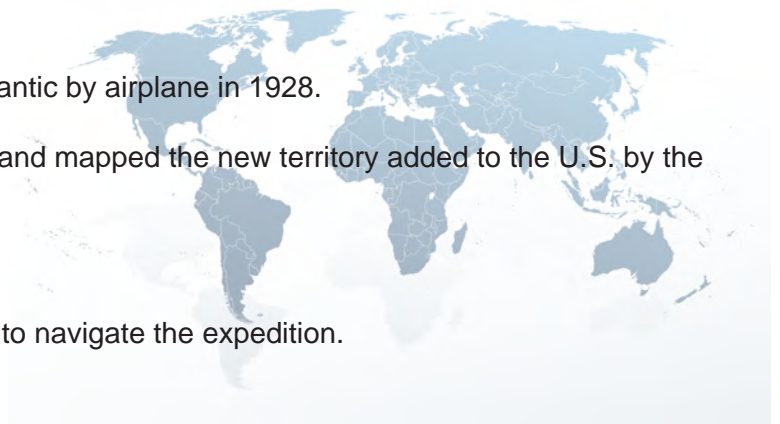 antic by airplane in 1928.
and mapped the new territory added to the U.S. by the
to navigate the expedition.